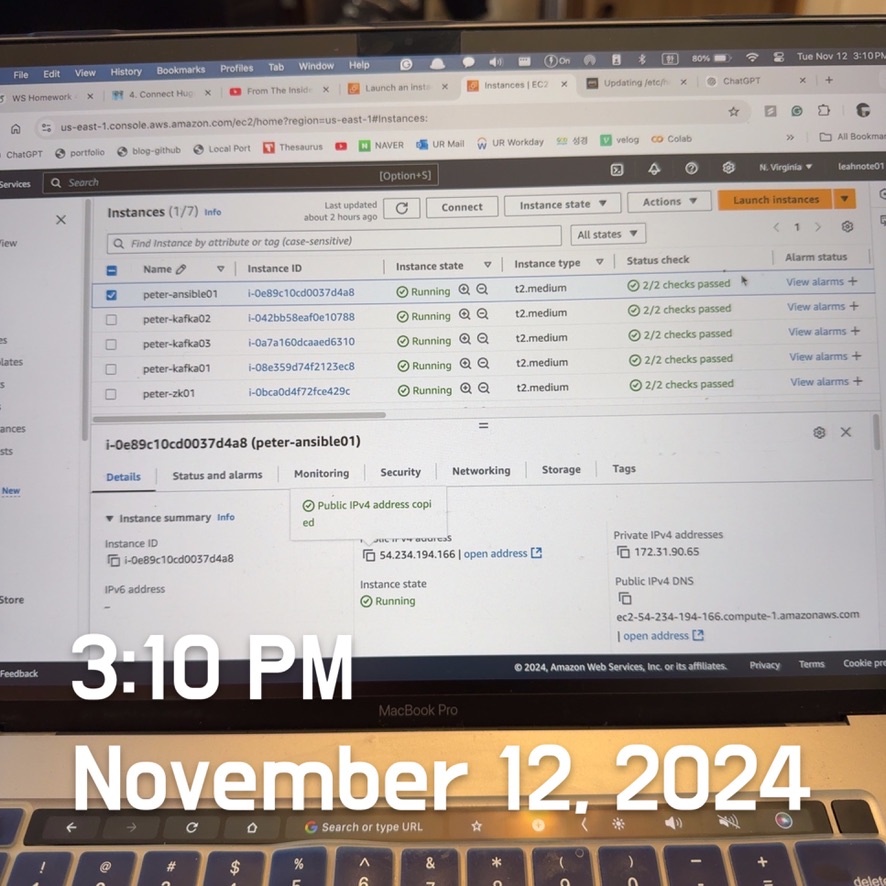 File Edit View History Bookmarks Profiles Tab Window Help On 80% Tue Nov 12 3:10PM
WS Homework 4. Connect Hug From The Inside Launch an insta Instances | EC2 Updating /etc/h ChatGPT
us-east-1.console.aws.amazon.com/ec2/home?region=us-east-1#Instances:
ChatGPT portfolio blog-github Local Port Thesaurus NAVER UR Mail UR Workday 성경 velog Colab » All Bookmar
Services Search [Option+S] N. Virginia leahnote01
Instances (1/7) Info
Last updated
about 2 hours ago
Connect Instance state Actions Launch instances
Find Instance by attribute or tag (case-sensitive) All states 1
Name Instance ID Instance state Instance type Status check Alarm status
peter-ansible01 i-0e89c10cd0037d4a8 Running t2.medium 2/2 checks passed View alarms +
peter-kafka02 i-042bb58eaf0e10788 Running t2.medium 2/2 checks passed View alarms +
peter-kafka03 i-0a7a160dcaaed6310 Running t2.medium 2/2 checks passed View alarms +
peter-kafka01 i-08e359d74f2123ec8 Running t2.medium 2/2 checks passed View alarms +
peter-zk01 i-0bca0d4f72fce429c Running t2.medium 2/2 checks passed View alarms +
iew
es
lates
s
ances
sts
New
Store
Feedback
i-0e89c10cd0037d4a8 (peter-ansible01)
Details Status and alarms Monitoring Security Networking Storage Tags
Public IPv4 address copi
ed
Instance summary Info
Instance ID
i-0e89c10cd0037d4a8
IPv6 address
–
Public IPv4 address
54.234.194.166 | open address
Instance state
Running
Private IPv4 addresses
172.31.90.65
Public IPv4 DNS
ec2-54-234-194-166.compute-1.amazonaws.com
| open address
© 2024, Amazon Web Services, Inc. or its affiliates. Privacy Terms Cookie pre
MacBook Pro
3:10 PM
November 12, 2024
Search or type URL
! @ # $ % ^ & * ( ) – +
6
delete